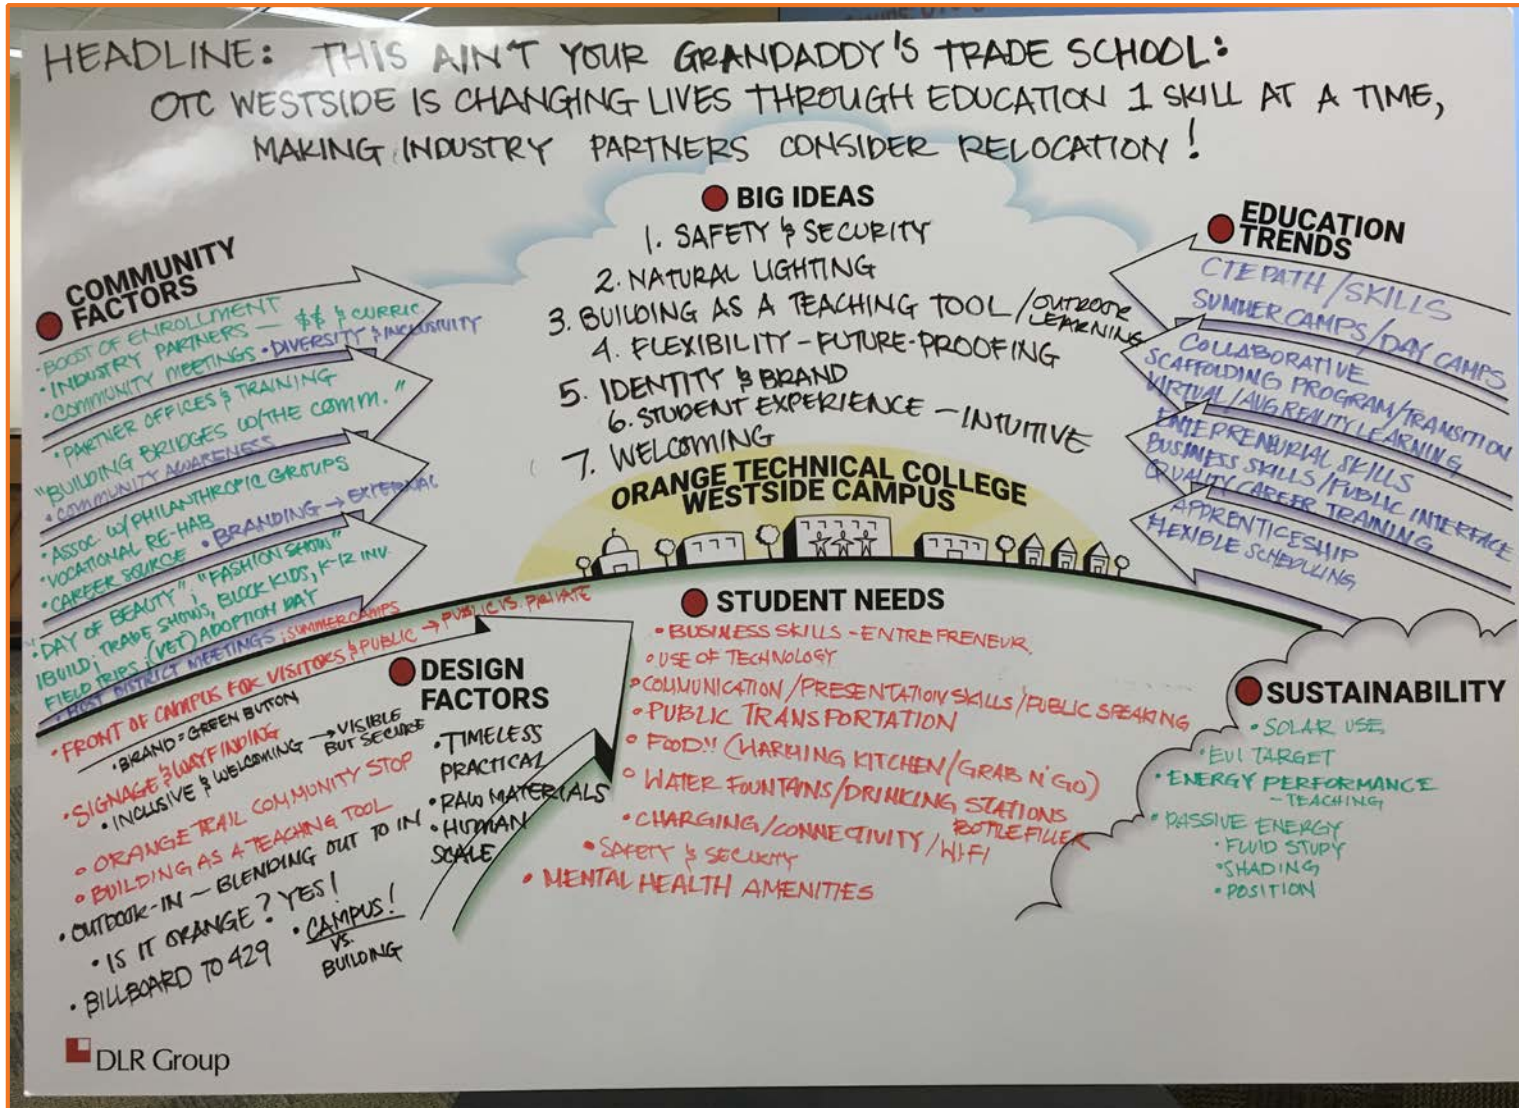 HEADLINE: THIS AIN'T YOUR GRANDADDY'S TRADE SCHOOL:
OTC WESTSIDE IS CHANGING LIVES THROUGH EDUCATION 1 SKILL AT A TIME,
MAKING INDUSTRY PARTNERS CONSIDER RELOCATION!
COMMUNITY
FACTORS
• BOOST OF ENROLLMENT
• INDUSTRY PARTNERS — $$ & CURRIC
• COMMUNITY MEETINGS • DIVERSITY & INCLUSIVITY
• PARTNER OFFICES & TRAINING
"BUILDING BRIDGES W/THE COMM."
• COMMUNITY AWARENESS
• ASSOC W/ PHILANTHROPIC GROUPS
• VOCATIONAL RE-HAB
• CAREER SOURCE • BRANDING → EXTERNAL
"DAY OF BEAUTY"; "FASHION SHOW"
IBUILD; TRADE SHOWS, BLOCK KIDS, K-12 INV.
FIELD TRIPS; (VET) ADOPTION DAY
• HOST DISTRICT MEETINGS; SUMMER CAMPS
BIG IDEAS
1. SAFETY & SECURITY
2. NATURAL LIGHTING
3. BUILDING AS A TEACHING TOOL / OUTDOOR
LEARNING
4. FLEXIBILITY - FUTURE-PROOFING
5. IDENTITY & BRAND
6. STUDENT EXPERIENCE - INTUITIVE
7. WELCOMING
ORANGE TECHNICAL COLLEGE
WESTSIDE CAMPUS
EDUCATION
TRENDS
CTE PATH / SKILLS
SUMMER CAMPS / DAY CAMPS
COLLABORATIVE
SCAFFOLDING PROGRAM/TRANSITION
VIRTUAL/AUG REALITY LEARNING
ENTEPRENEURIAL SKILLS
BUSINESS SKILLS/PUBLIC INTERFACE
QUALITY CAREER TRAINING
APPRENTICESHIP
FLEXIBLE SCHEDULING
DESIGN
FACTORS
• FRONT OF CAMPUS FOR VISITORS & PUBLIC → PUBLIC VS. PRIVATE
• BRAND = GREEN BUTTON
• SIGNAGE & WAYFINDING
• INCLUSIVE & WELCOMING → VISIBLE
BUT SECURE
• ORANGE TRAIL COMMUNITY STOP
• BUILDING AS A TEACHING TOOL
• OUTDOOR-IN ~ BLENDING OUT TO IN
• IS IT ORANGE? YES!
• BILLBOARD TO 429
• CAMPUS!
VS.
BUILDING
• TIMELESS
PRACTICAL
• RAW MATERIALS
• HUMAN
SCALE
STUDENT NEEDS
• BUSINESS SKILLS - ENTREPRENEUR
• USE OF TECHNOLOGY
• COMMUNICATION / PRESENTATION SKILLS / PUBLIC SPEAKING
• PUBLIC TRANSPORTATION
• FOOD!! (WARMING KITCHEN/GRAB N' GO)
• WATER FOUNTAINS/DRINKING STATIONS
BOTTLE FILLER
• CHARGING/CONNECTIVITY/WIFI
• SAFETY & SECURITY
• MENTAL HEALTH AMENITIES
SUSTAINABILITY
• SOLAR USE
• EUI TARGET
• ENERGY PERFORMANCE
- TEACHING
• PASSIVE ENERGY
• FLUID STUDY
• SHADING
• POSITION
DLR Group